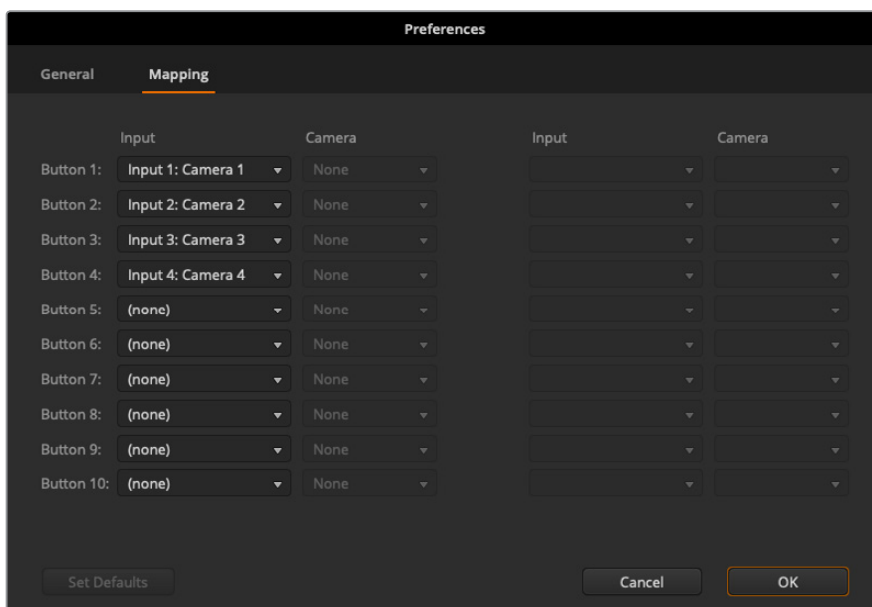 Preferences
General Mapping
Input Camera Input Camera
Button 1: Input 1: Camera 1 None
Button 2: Input 2: Camera 2 None
Button 3: Input 3: Camera 3 None
Button 4: Input 4: Camera 4 None
Button 5: (none) None
Button 6: (none) None
Button 7: (none) None
Button 8: (none) None
Button 9: (none) None
Button 10: (none) None
Set Defaults Cancel OK